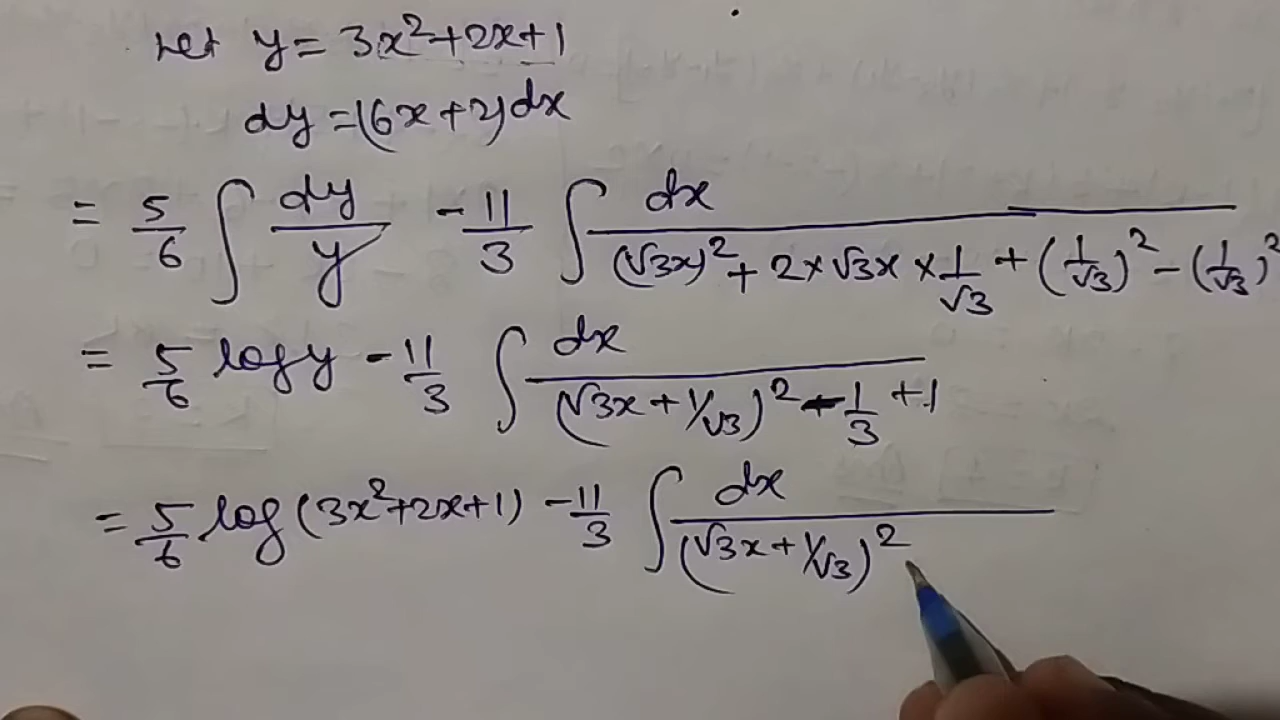 Let y = 3x²+2x+1
dy = (6x+2)dx
= 5/6 ∫ dy/y - 11/3 ∫ dx/((√3x)² + 2×√3x×1/√3 + (1/√3)² - (1/√3)²
= 5/6 log y - 11/3 ∫ dx/((√3x + 1/√3)² - 1/3 + 1
= 5/6 log(3x²+2x+1) - 11/3 ∫ dx/(√3x + 1/√3)²